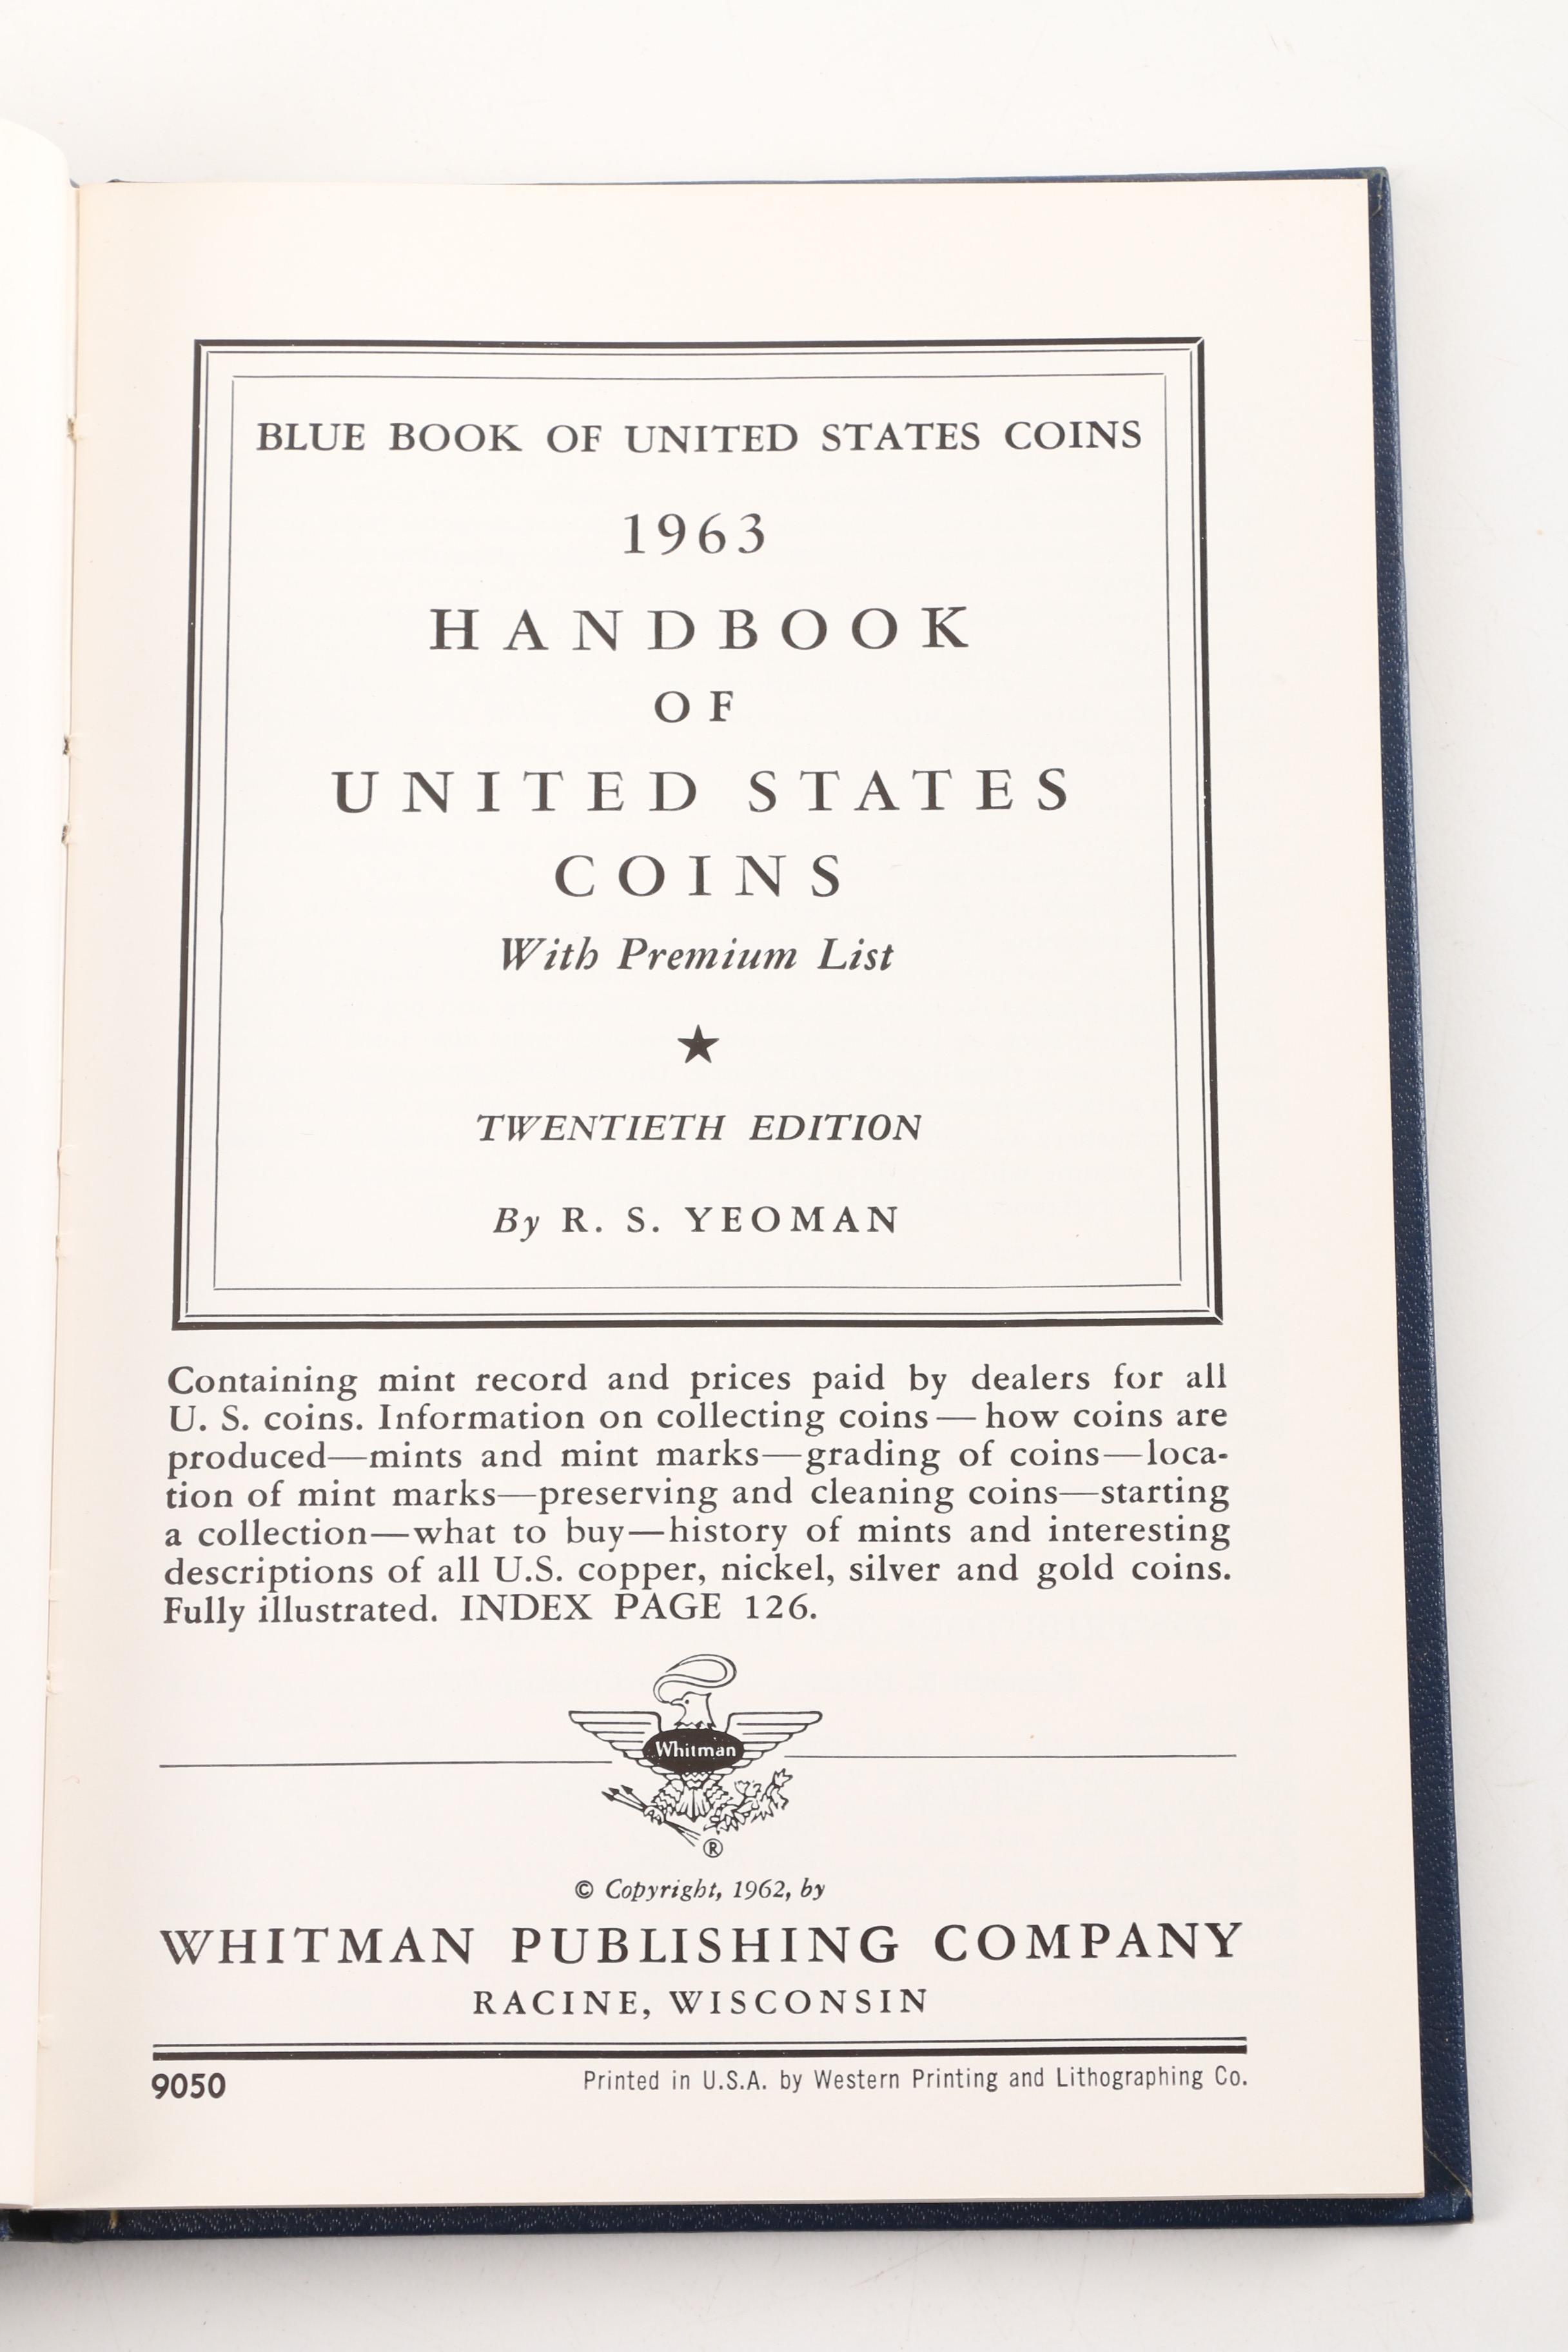 BLUE BOOK OF UNITED STATES COINS
1963
HANDBOOK
OF
UNITED STATES
COINS
With Premium List
★
TWENTIETH EDITION
By R. S. YEOMAN
Containing mint record and prices paid by dealers for all
U. S. coins. Information on collecting coins — how coins are
produced—mints and mint marks—grading of coins—loca-
tion of mint marks—preserving and cleaning coins—starting
a collection—what to buy—history of mints and interesting
descriptions of all U.S. copper, nickel, silver and gold coins.
Fully illustrated. INDEX PAGE 126.
Whitman
®
© Copyright, 1962, by
WHITMAN PUBLISHING COMPANY
RACINE, WISCONSIN
9050 Printed in U.S.A. by Western Printing and Lithographing Co.